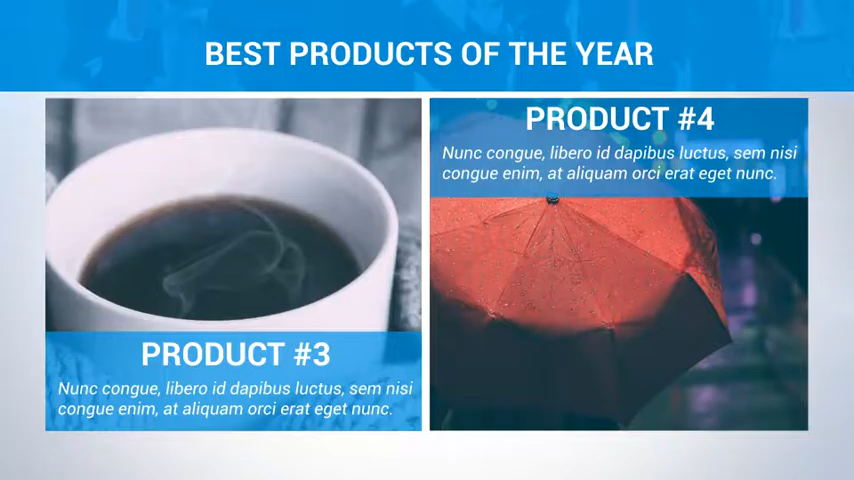 BEST PRODUCTS OF THE YEAR
PRODUCT #3
Nunc congue, libero id dapibus luctus, sem nisi
congue enim, at aliquam orci erat eget nunc.
PRODUCT #4
Nunc congue, libero id dapibus luctus, sem nisi
congue enim, at aliquam orci erat eget nunc.